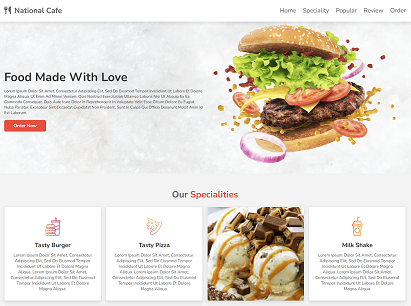 National Cafe
Home Speciality Popular Review Order
Food Made With Love
Lorem Ipsum Dolor Sit Amet, Consectetur Adipiscing Elit, Sed Do Eiusmod Tempor Incididunt Ut Labore Et Dolore
Magna Aliqua. Ut Enim Ad Minim Veniam, Quis Nostrud Exercitation Ullamco Laboris Nisi Ut Aliquip Ex Ea
Commodo Consequat. Duis Aute Irure Dolor In Reprehenderit In Voluptate Velit Esse Cillum Dolore Eu Fugiat
Nulla Pariatur. Excepteur Sint Occaecat Cupidatat Non Proident, Sunt In Culpa Qui Officia Deserunt Mollit Anim Id
Est Laborum
Order Now
Our Specialities
Tasty Burger
Lorem Ipsum Dolor Sit Amet, Consectetur
Adipiscing Elit, Sed Do Eiusmod Tempor
Incididunt Ut Labore Et Dolore Magna
Aliqua. Lorem Ipsum Dolor Sit Amet,
Consectetur Adipiscing Elit, Sed Do
Eiusmod Tempor Incididunt Ut Labore Et
Dolore Magna Aliqua.
Tasty Pizza
Lorem Ipsum Dolor Sit Amet, Consectetur
Adipiscing Elit, Sed Do Eiusmod Tempor
Incididunt Ut Labore Et Dolore Magna
Aliqua. Lorem Ipsum Dolor Sit Amet,
Consectetur Adipiscing Elit, Sed Do
Eiusmod Tempor Incididunt Ut Labore Et
Dolore Magna Aliqua.
Milk Shake
Lorem Ipsum Dolor Sit Amet, Consectetur
Adipiscing Elit, Sed Do Eiusmod Tempor
Incididunt Ut Labore Et Dolore Magna
Aliqua. Lorem Ipsum Dolor Sit Amet,
Consectetur Adipiscing Elit, Sed Do
Eiusmod Tempor Incididunt Ut Labore Et
Dolore Magna Aliqua.